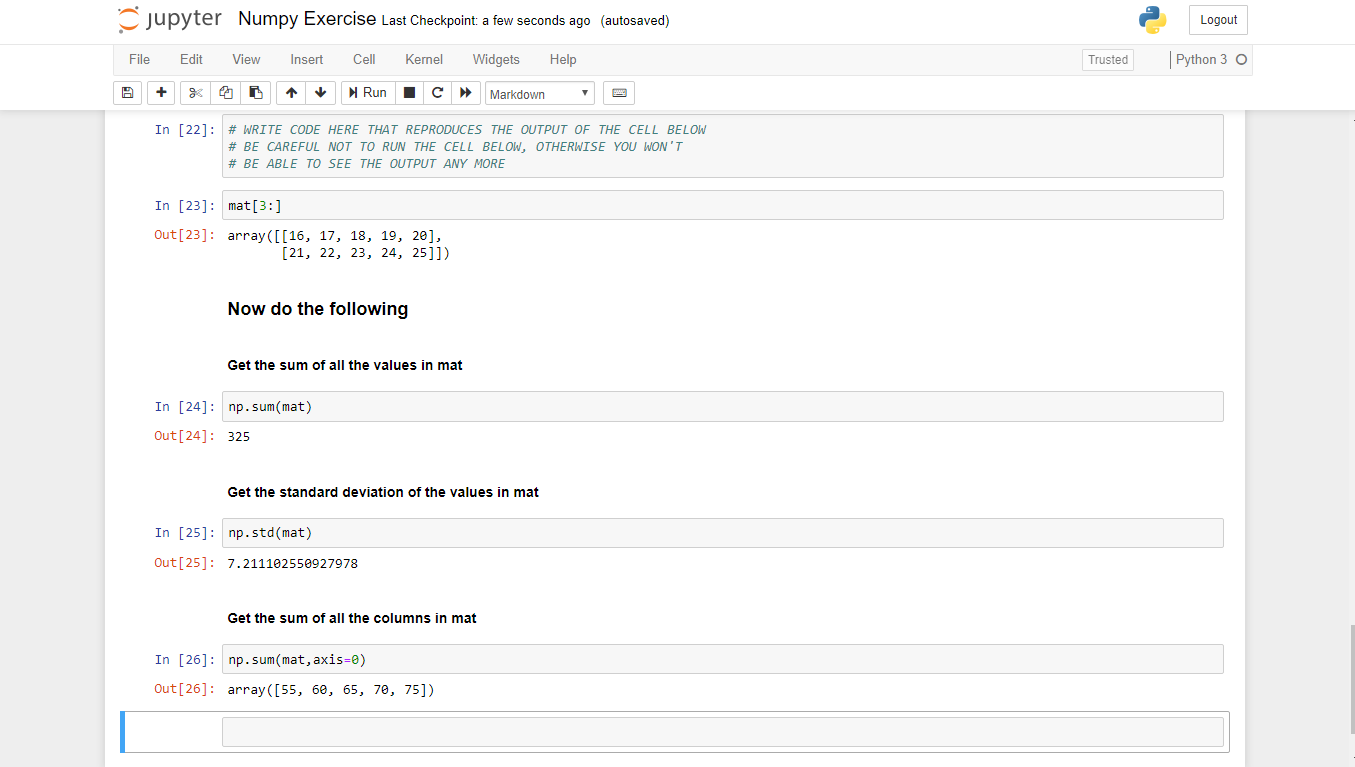 jupyter Numpy Exercise Last Checkpoint: a few seconds ago (autosaved) Logout
File Edit View Insert Cell Kernel Widgets Help Trusted Python 3
Run Markdown
In [22]: # WRITE CODE HERE THAT REPRODUCES THE OUTPUT OF THE CELL BELOW
# BE CAREFUL NOT TO RUN THE CELL BELOW, OTHERWISE YOU WON'T
# BE ABLE TO SEE THE OUTPUT ANY MORE
In [23]: mat[3:]
Out[23]: array([[16, 17, 18, 19, 20],
[21, 22, 23, 24, 25]])
Now do the following
Get the sum of all the values in mat
In [24]: np.sum(mat)
Out[24]: 325
Get the standard deviation of the values in mat
In [25]: np.std(mat)
Out[25]: 7.211102550927978
Get the sum of all the columns in mat
In [26]: np.sum(mat,axis=0)
Out[26]: array([55, 60, 65, 70, 75])